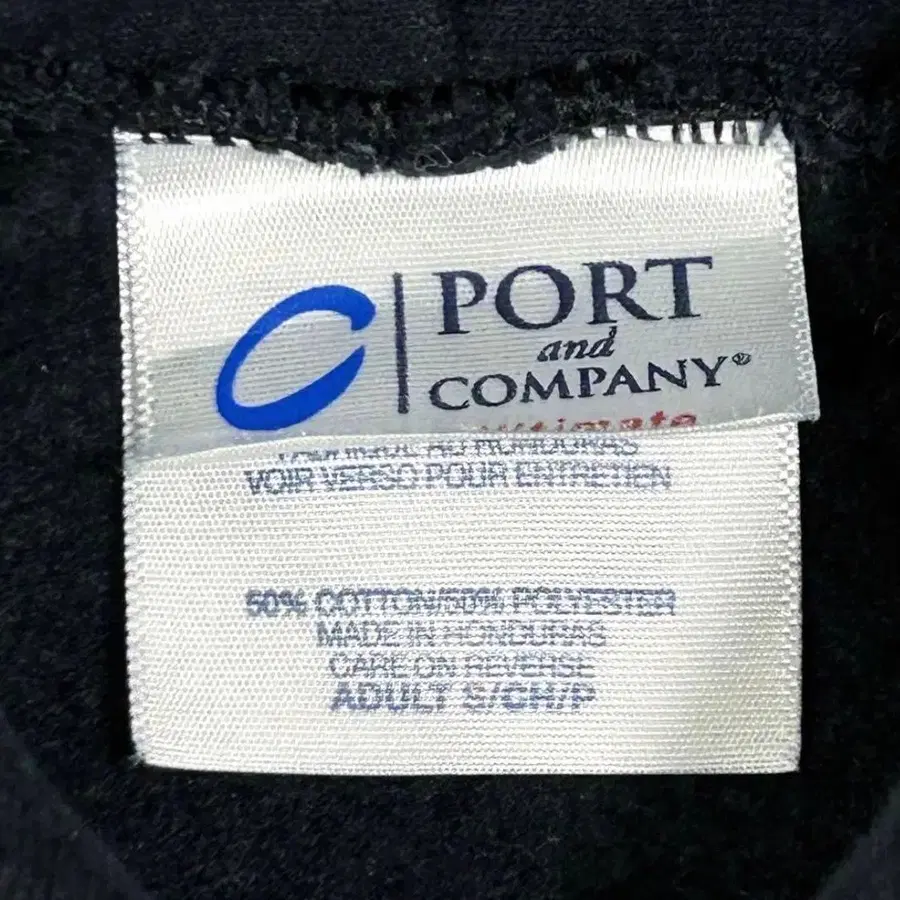 PORT
and
COMPANY®
Ultimate
VOIR VERSO POUR ENTRETIEN
50% COTTON/50% POLYESTER
MADE IN HONDURAS
CARE ON REVERSE
ADULT S/CH/P